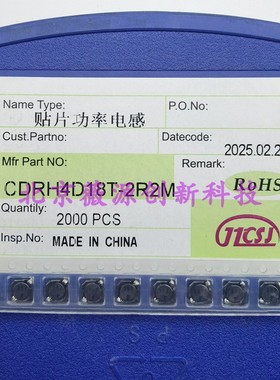 Name Type:
贴片功率电感
P.O.No:
Cust.Partno:
Datecode:
2025.02.2
Mfr Part NO:
Remark:
CDRH4D18T-2R2M
RoHS
北京薇源创新科技
Quantity:
2000 PCS
Insp.No:
MADE IN CHINA